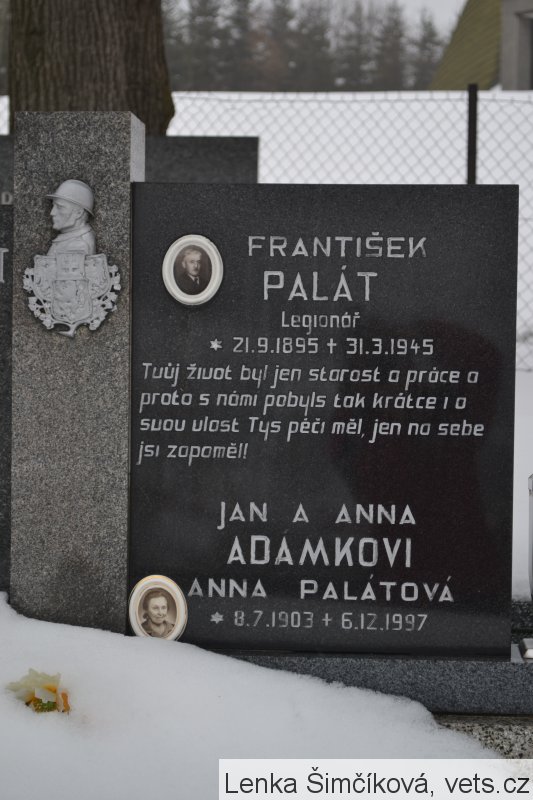 FRANTIŠEK
PALÁT
Legionář
* 21.9.1895 + 31.3.1945
Tvůj život byl jen starost a práce a
proto s námi pobyls tak krátce i o
svou vlast Tys péči měl, jen na sebe
jsi zapoměl!
JAN A ANNA
ADÁMKOVI
ANNA PALÁTOVÁ
* 8.7.1903 + 6.12.1997
Lenka Šimčíková, vets.cz